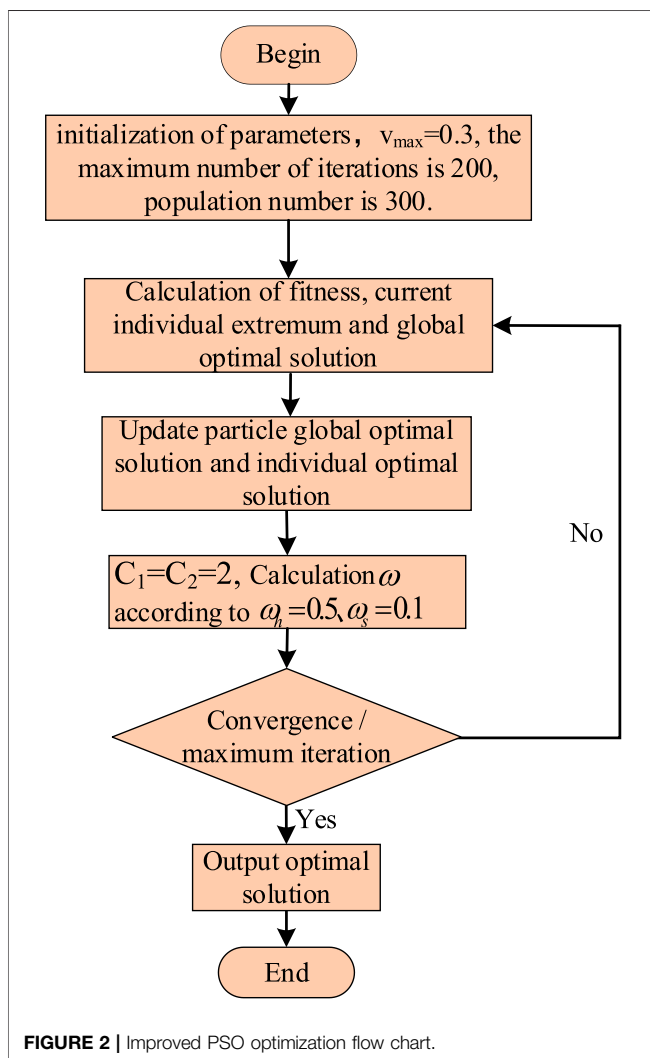 Begin
initialization of parameters，vmax=0.3, the
maximum number of iterations is 200,
population number is 300.
Calculation of fitness, current
individual extremum and global
optimal solution
Update particle global optimal
solution and individual optimal
solution
No
C1=C2=2, Calculation ω
according to ωh=0.5、ωs=0.1
Convergence /
maximum iteration
Yes
Output optimal
solution
End
FIGURE 2 | Improved PSO optimization flow chart.